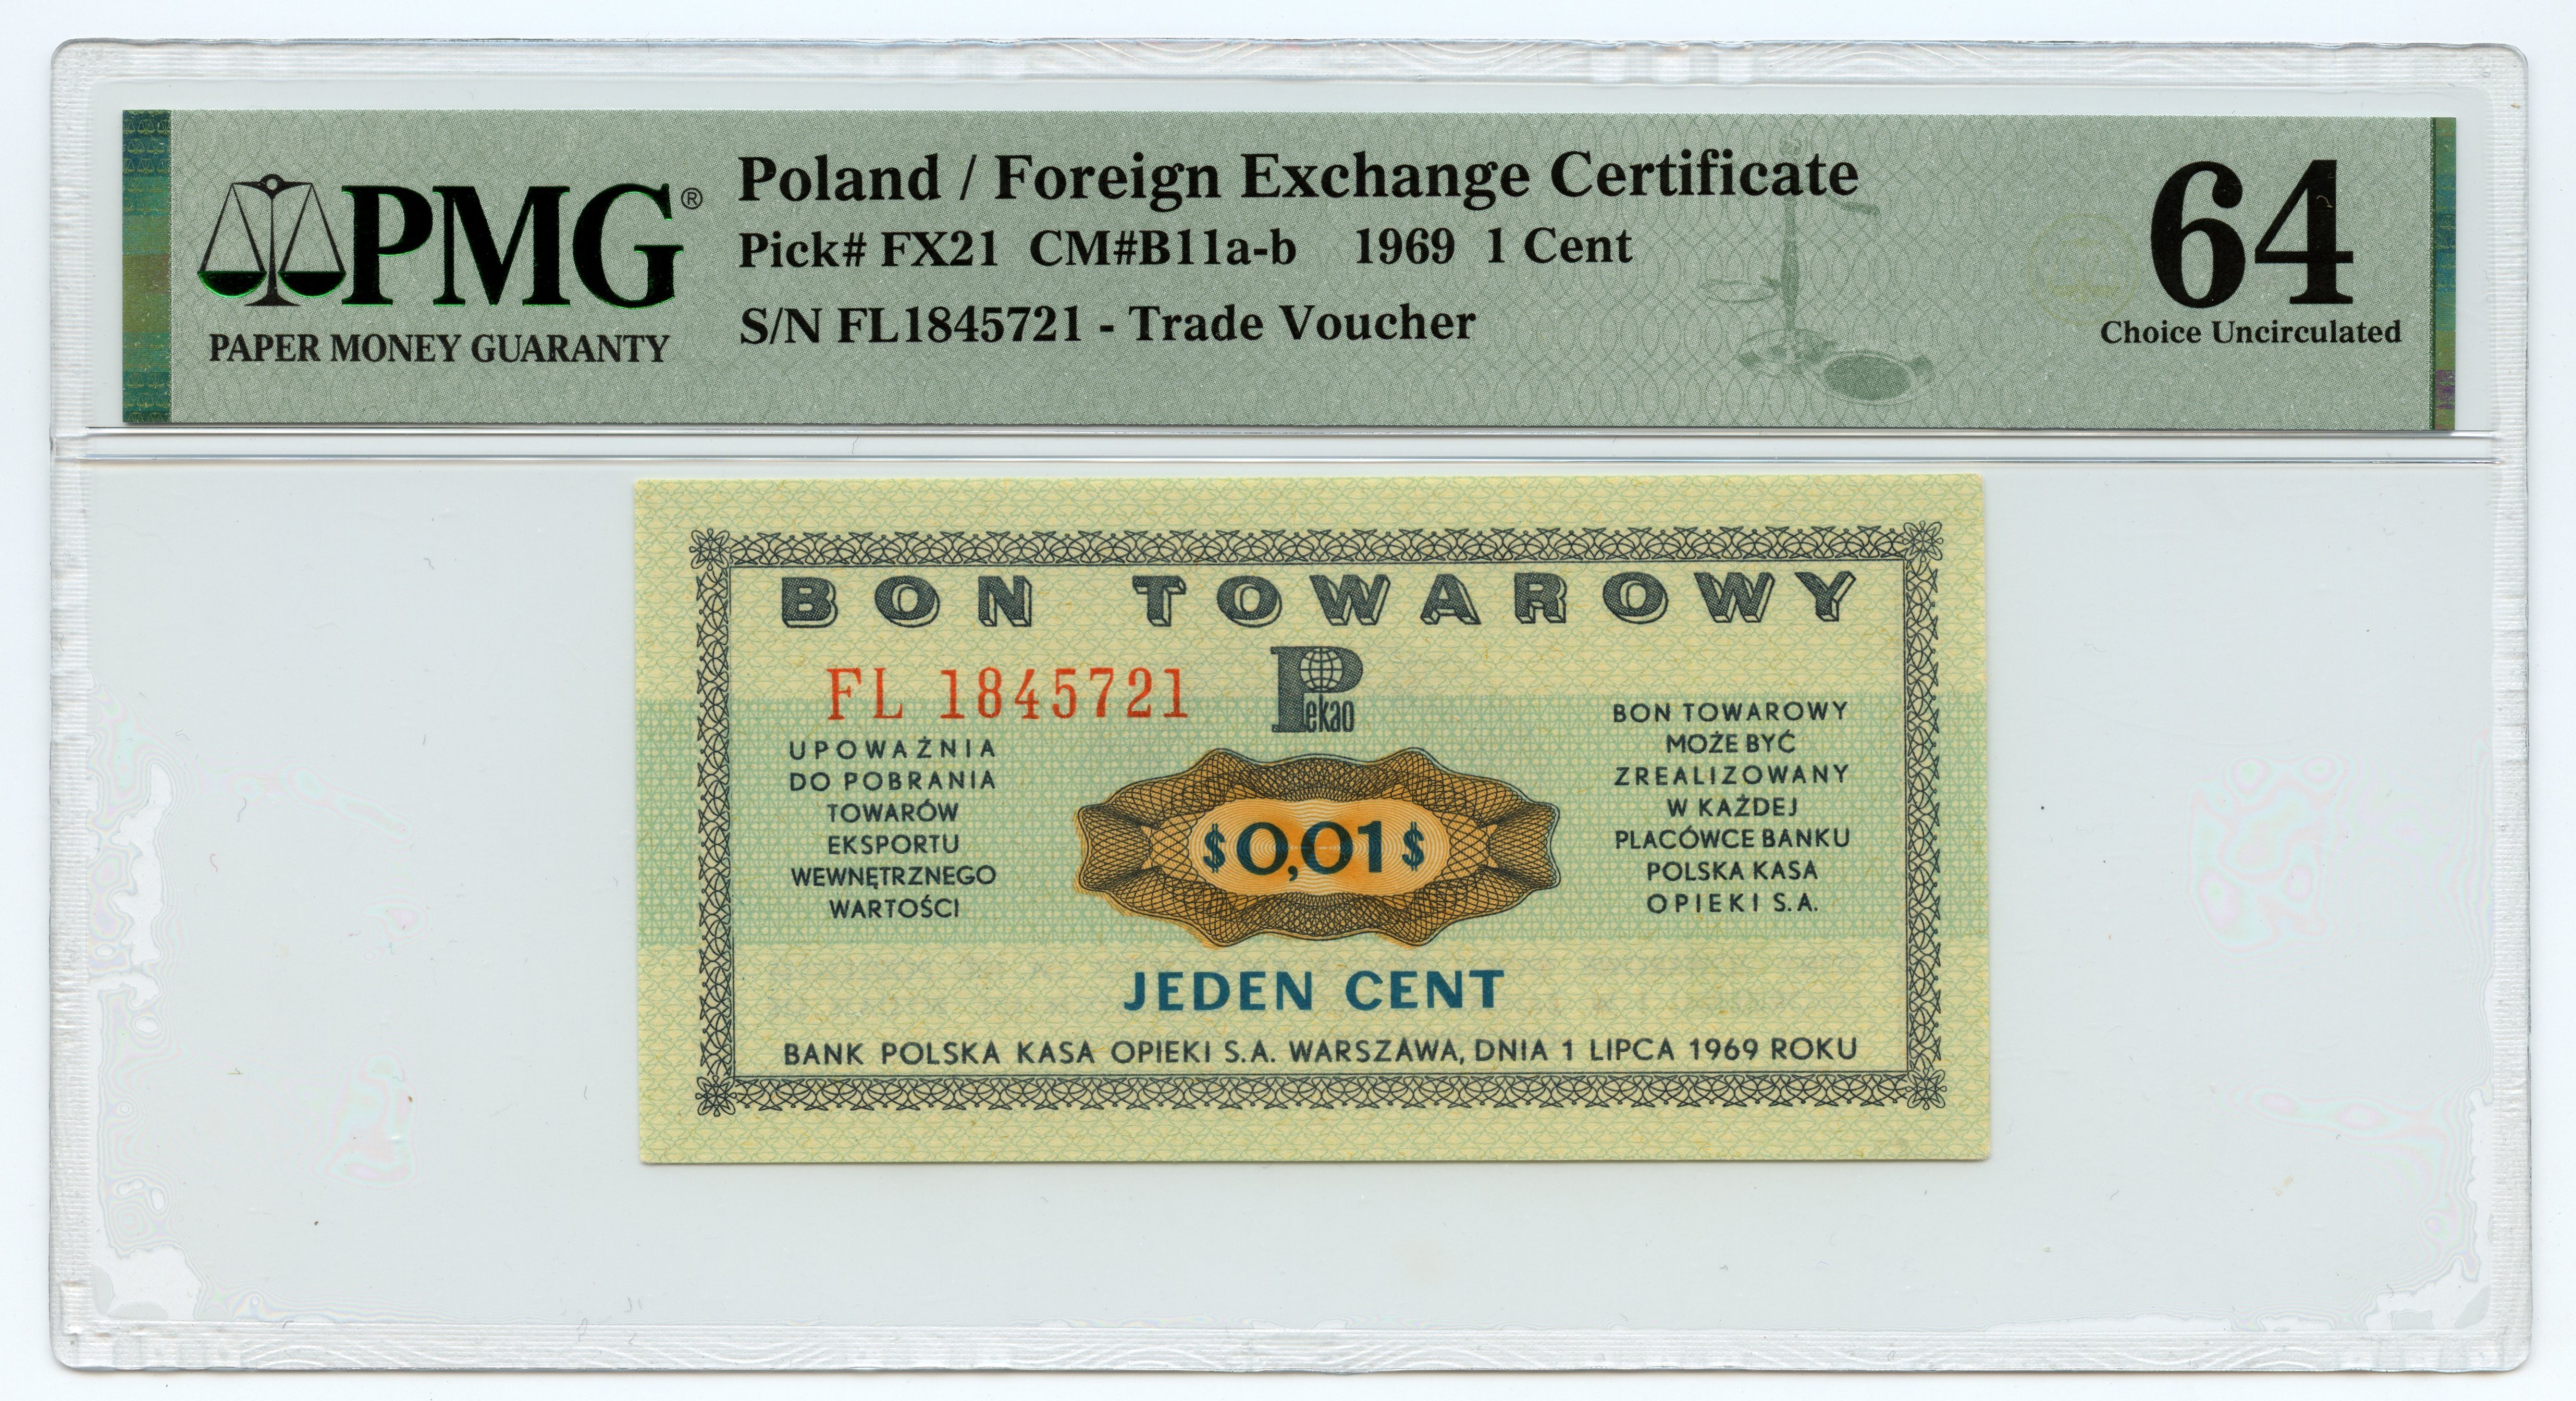 PMG®
PAPER MONEY GUARANTY
Poland / Foreign Exchange Certificate
Pick# FX21 CM#B11a-b 1969 1 Cent
S/N FL1845721 - Trade Voucher
64
Choice Uncirculated
BON TOWAROWY
FL 1845721
Pekao
UPOWAŻNIA
DO POBRANIA
TOWARÓW
EKSPORTU
WEWNĘTRZNEGO
WARTOŚCI
$0,01$
BON TOWAROWY
MOŻE BYĆ
ZREALIZOWANY
W KAŻDEJ
PLACÓWCE BANKU
POLSKA KASA
OPIEKI S.A.
JEDEN CENT
BANK POLSKA KASA OPIEKI S.A. WARSZAWA, DNIA 1 LIPCA 1969 ROKU